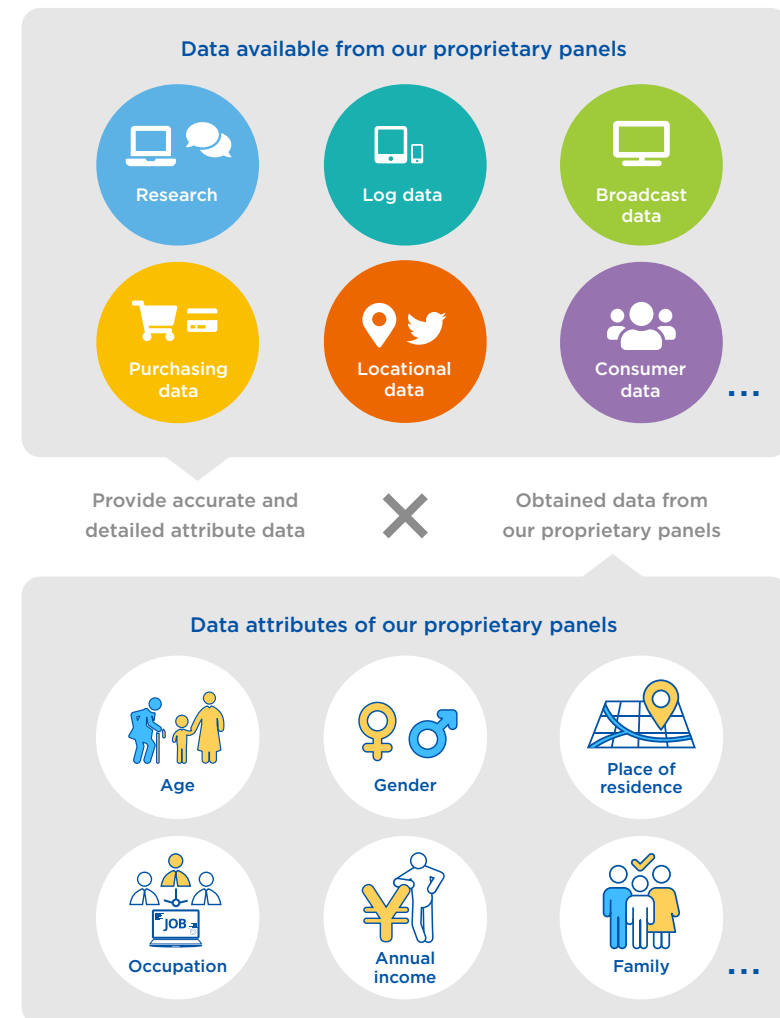 Data available from our proprietary panels
Research
Log data
Broadcast
data
Purchasing
data
Locational
data
Consumer
data
...
Provide accurate and
detailed attribute data
Obtained data from
our proprietary panels
Data attributes of our proprietary panels
Age
Gender
Place of
residence
JOB
Occupation
¥
Annual
income
Family
...